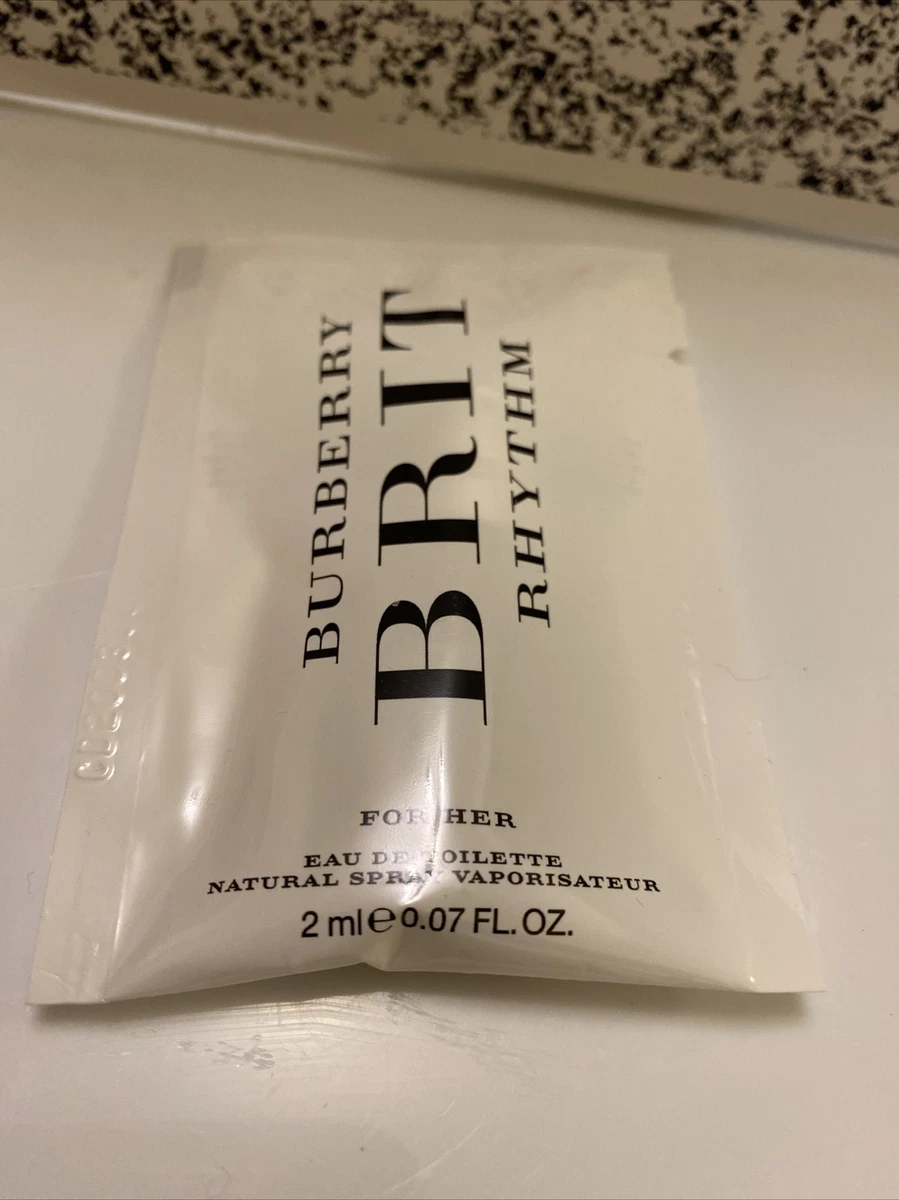 BURBERRY
BRIT
RHYTHM
FOR HER
EAU DE TOILETTE
NATURAL SPRAY VAPORISATEUR
2 ml e 0.07 FL. OZ.